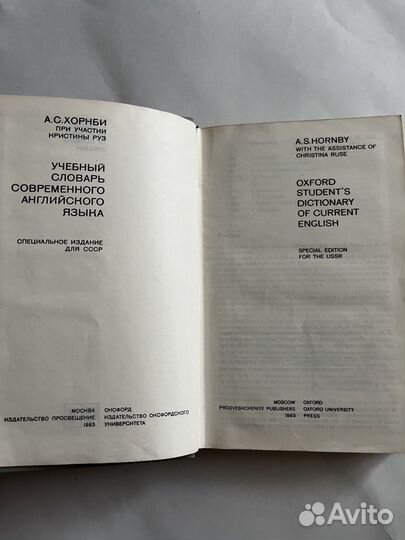 А.С.ХОРНБИ
ПРИ УЧАСТИИ
КРИСТИНЫ РУЗ
УЧЕБНЫЙ
СЛОВАРЬ
СОВРЕМЕННОГО
АНГЛИЙСКОГО
ЯЗЫКА
СПЕЦИАЛЬНОЕ ИЗДАНИЕ
ДЛЯ СССР
МОСКВА
ИЗДАТЕЛЬСТВО ПРОСВЕЩЕНИЕ
1983
ОКСФОРД
ИЗДАТЕЛЬСТВО ОКСФОРДСКОГО
УНИВЕРСИТЕТА
A.S.HORNBY
WITH THE ASSISTANCE OF
CHRISTINA RUSE
OXFORD
STUDENT'S
DICTIONARY
OF CURRENT
ENGLISH
SPECIAL EDITION
FOR THE USSR
MOSCOW
PROSVESHCHENIYE PUBLISHERS
1983
OXFORD
OXFORD UNIVERSITY
PRESS
Avito